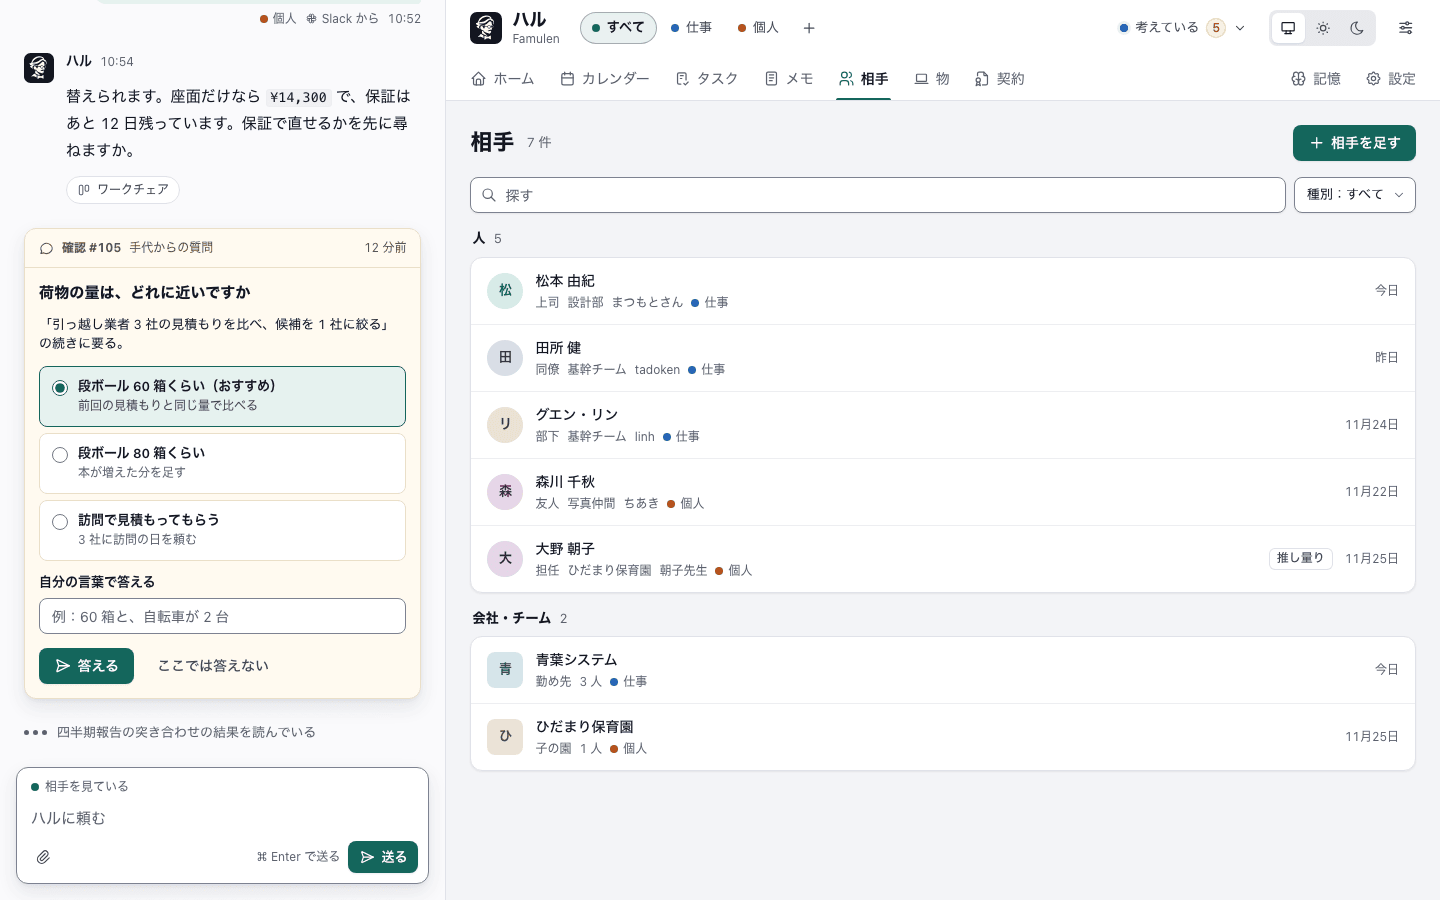 個人 Slack から 10:52
ハル 10:54
替えられます。座面だけなら ¥14,300 で、保証は
あと 12 日残っています。保証で直せるかを先に尋
ねますか。
ワークチェア
確認 #105 手代からの質問 12 分前
荷物の量は、どれに近いですか
「引っ越し業者 3 社の見積もりを比べ、候補を 1 社に絞る」
の続きに要る。
段ボール 60 箱くらい（おすすめ）
前回の見積もりと同じ量で比べる
段ボール 80 箱くらい
本が増えた分を足す
訪問で見積もってもらう
3 社に訪問の日を頼む
自分の言葉で答える
例：60 箱と、自転車が 2 台
答える ここでは答えない
四半期報告の突き合わせの結果を読んでいる
相手を見ている
ハルに頼む
⌘ Enter で送る 送る
ハル
Famulen
すべて 仕事 個人 考えている 5
ホーム カレンダー タスク メモ 相手 物 契約 記憶 設定
相手 7 件 相手を足す
探す 種別：すべて
人 5
松 松本 由紀
上司 設計部 まつもとさん 仕事 今日
田 田所 健
同僚 基幹チーム tadoken 仕事 昨日
リ グエン・リン
部下 基幹チーム linh 仕事 11月24日
森 森川 千秋
友人 写真仲間 ちあき 個人 11月22日
大 大野 朝子
担任 ひだまり保育園 朝子先生 個人 推し量り 11月25日
会社・チーム 2
青 青葉システム
勤め先 3 人 仕事 今日
ひ ひだまり保育園
子の園 1 人 個人 11月25日